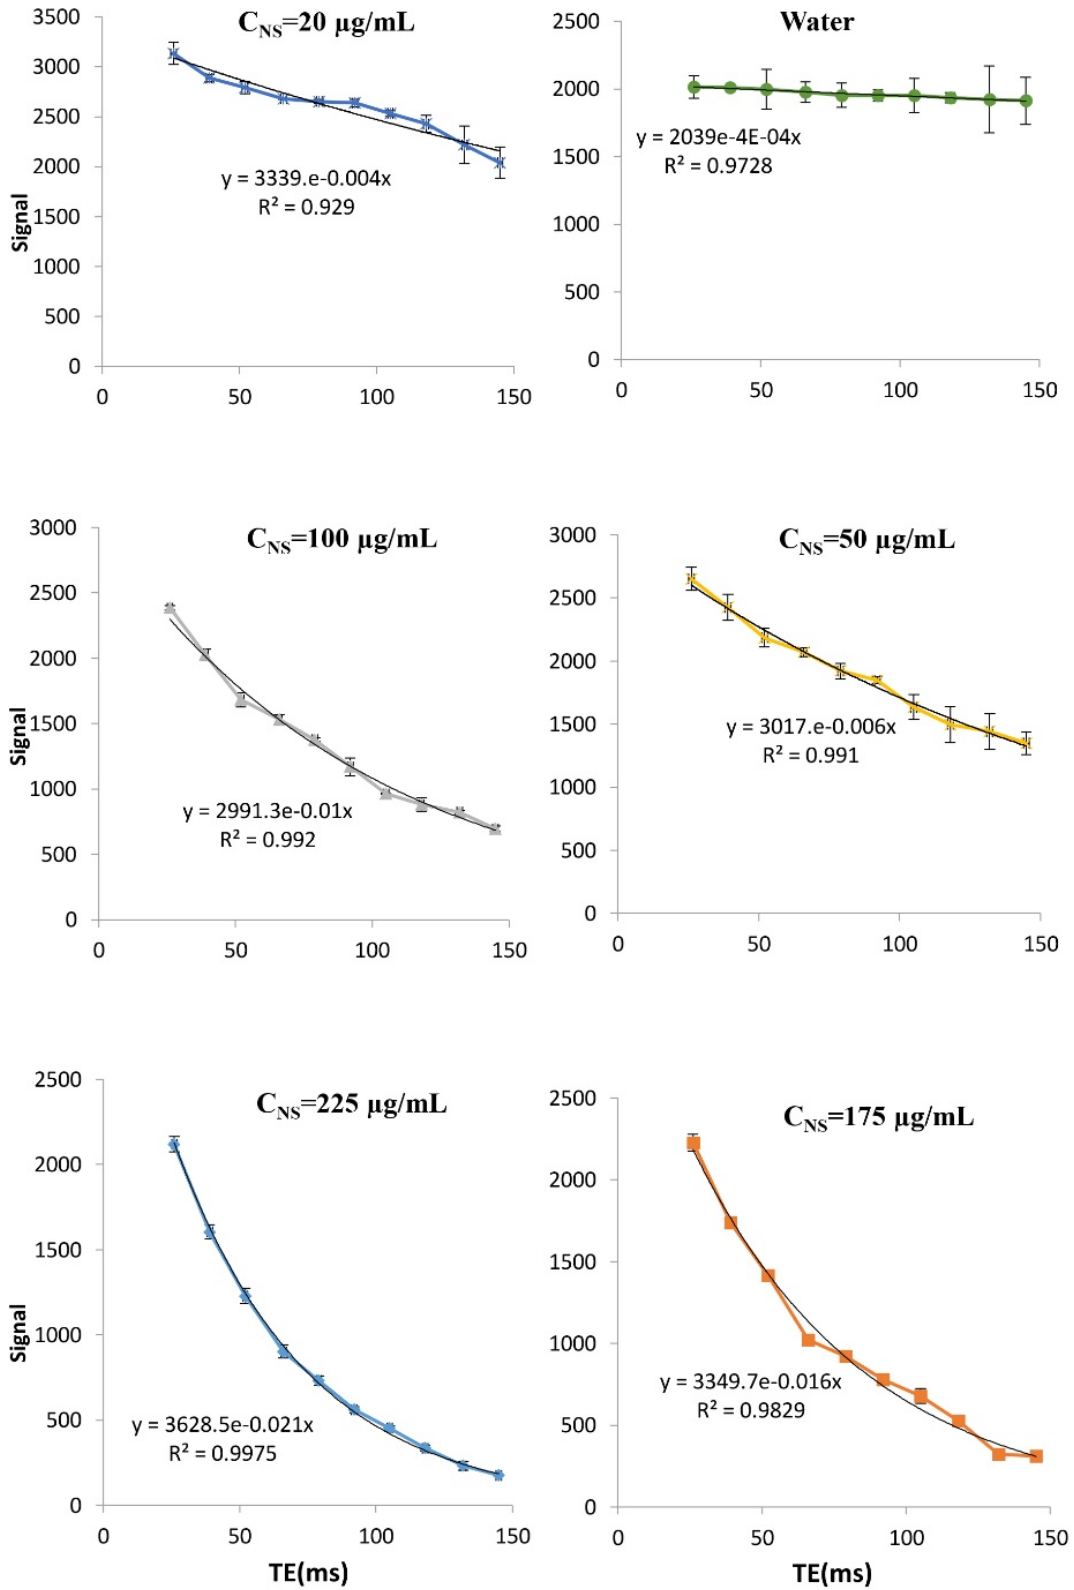 C_NS=20 µg/mL
3500
3000
2500
2000
1500
1000
500
0
Signal
y = 3339.e-0.004x
R² = 0.929
0 50 100 150
Water
2500
2000
1500
1000
500
0
y = 2039e-4E-04x
R² = 0.9728
0 50 100 150
C_NS=100 µg/mL
3000
2500
2000
1500
1000
500
0
Signal
y = 2991.3e-0.01x
R² = 0.992
0 50 100 150
C_NS=50 µg/mL
3000
2500
2000
1500
1000
500
0
y = 3017.e-0.006x
R² = 0.991
0 50 100 150
C_NS=225 µg/mL
2500
2000
1500
1000
500
0
Signal
y = 3628.5e-0.021x
R² = 0.9975
0 50 100 150
TE(ms)
C_NS=175 µg/mL
2500
2000
1500
1000
500
0
y = 3349.7e-0.016x
R² = 0.9829
0 50 100 150
TE(ms)